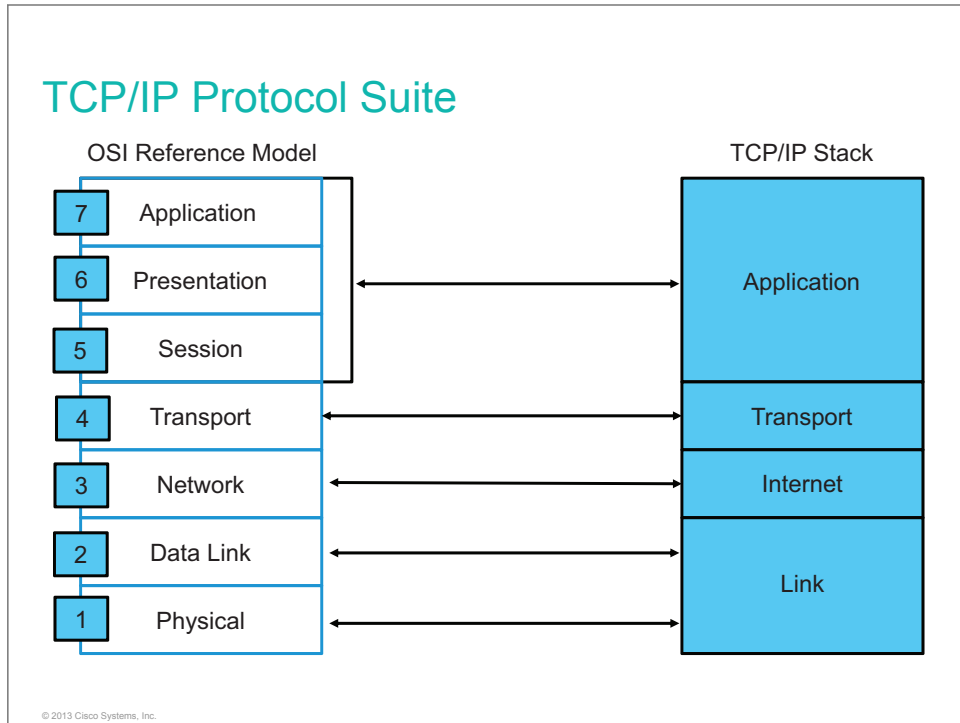 TCP/IP Protocol Suite
OSI Reference Model
TCP/IP Stack
7
Application
6
Presentation
5
Session
4
Transport
3
Network
2
Data Link
1
Physical
Application
Transport
Internet
Link
© 2013 Cisco Systems, Inc.